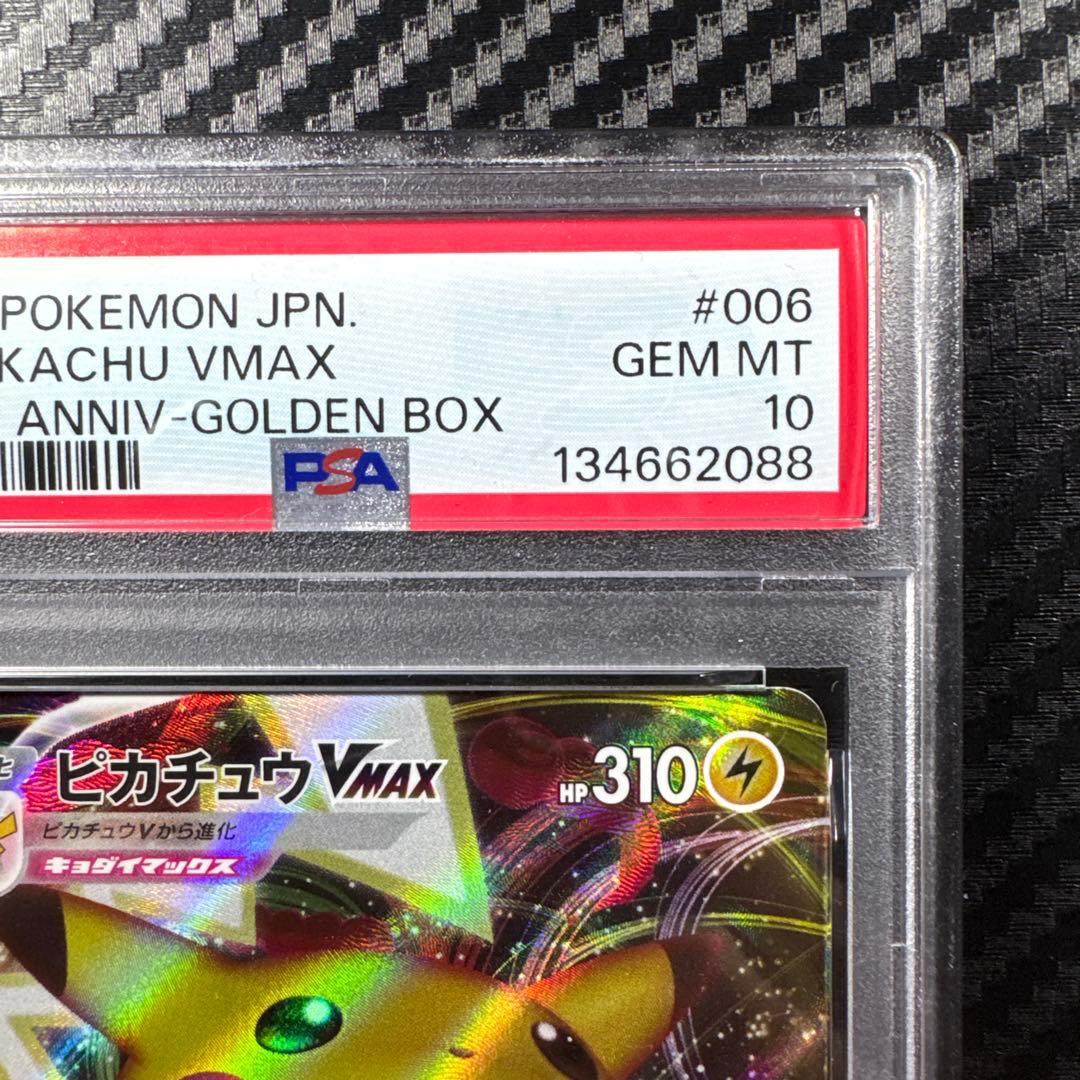 POKEMON JPN. #006
KACHU VMAX GEM MT
ANNIV-GOLDEN BOX 10
PSA 134662088
ピカチュウVMAX HP310
ピカチュウVから進化
キョダイマックス